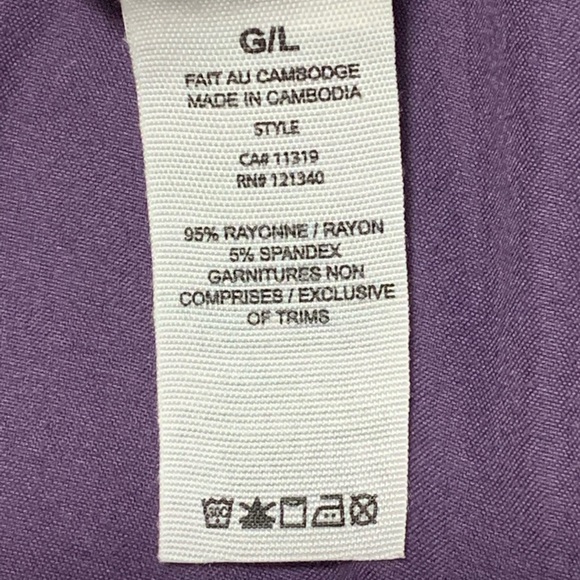 G/L
FAIT AU CAMBODGE
MADE IN CAMBODIA
STYLE
CA# 11319
RN# 121340
95% RAYONNE / RAYON
5% SPANDEX
GARNITURES NON
COMPRISES / EXCLUSIVE
OF TRIMS
30C